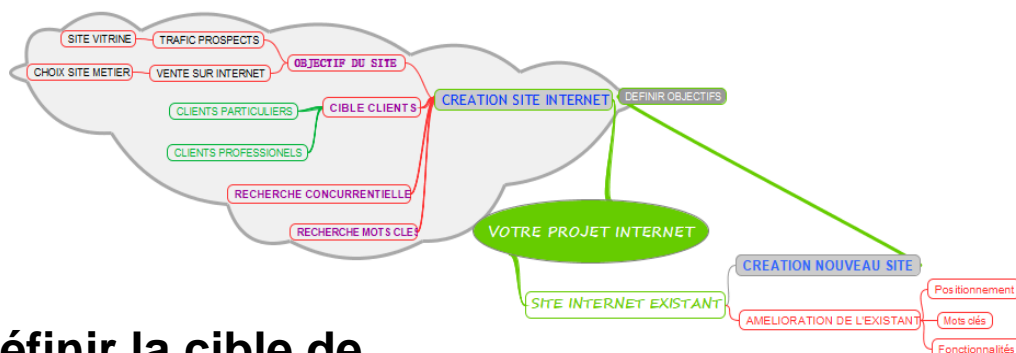 SITE VITRINE
TRAFIC PROSPECTS
OBJECTIF DU SITE
CHOIX SITE METIER
VENTE SUR INTERNET
CREATION SITE INTERNET
DEFINIR OBJECTIFS
CIBLE CLIENTS
CLIENTS PARTICULIERS
CLIENTS PROFESSIONELS
RECHERCHE CONCURRENTIELLE
RECHERCHE MOTS CLES
VOTRE PROJET INTERNET
CREATION NOUVEAU SITE
SITE INTERNET EXISTANT
AMELIORATION DE L'EXISTANT
Positionnement
Mots clés
Fonctionnalités
éfinir la cible de